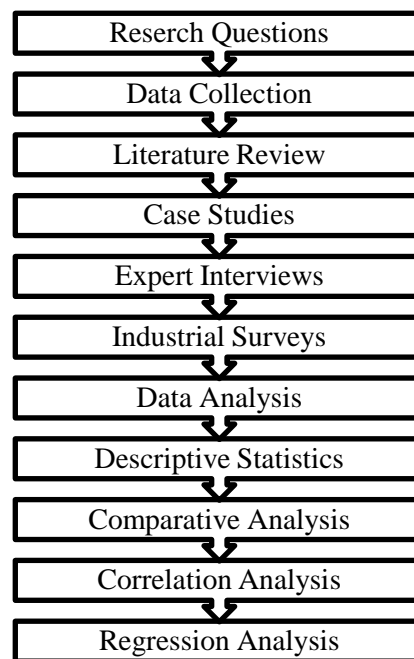 Reserch Questions
Data Collection
Literature Review
Case Studies
Expert Interviews
Industrial Surveys
Data Analysis
Descriptive Statistics
Comparative Analysis
Correlation Analysis
Regression Analysis